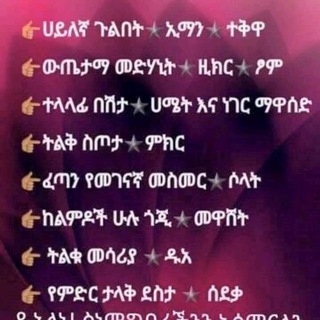 👉ሀይለኛ ጉልበት★ኢማን★ተቅዋ
👉ውጤታማ መድሃኒት★ዚክር★ፆም
👉ተላላፊ በሽታ★ሀሜት እና ነገር ማዋሰድ
👉ትልቅ ስጦታ★ምክር
👉ፈጣን የመገናኛ መስመር★ሶላት
👉ከልምዶች ሁሉ ጎጂ★መዋሸት
👉 ትልቁ መሳሪያ ★ዱአ
👉 የምድር ታላቅ ደስታ ★ ሰደቃ